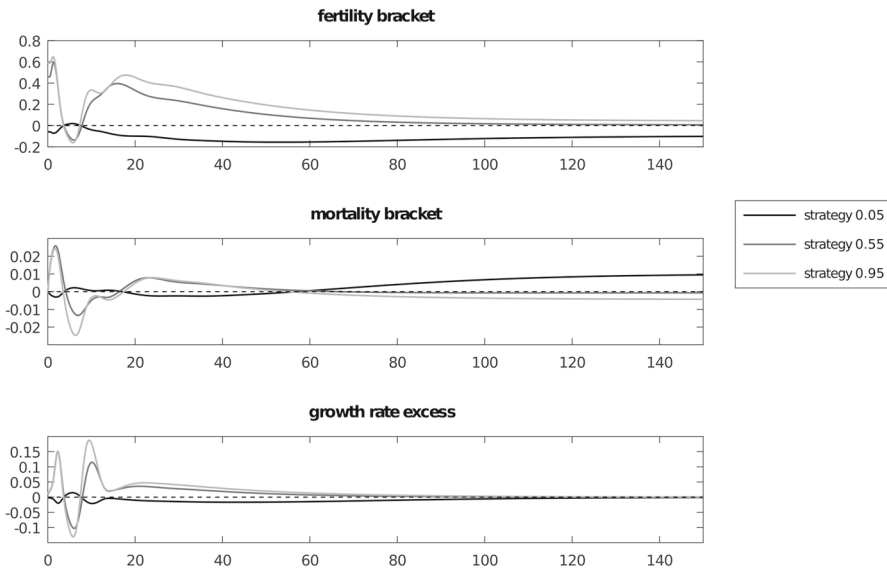 fertility bracket
0.8
0.6
0.4
0.2
0
-0.2
0 20 40 60 80 100 120 140
mortality bracket
0.02
0.01
0
-0.01
-0.02
0 20 40 60 80 100 120 140
strategy 0.05
strategy 0.55
strategy 0.95
growth rate excess
0.15
0.1
0.05
0
-0.05
-0.1
0 20 40 60 80 100 120 140